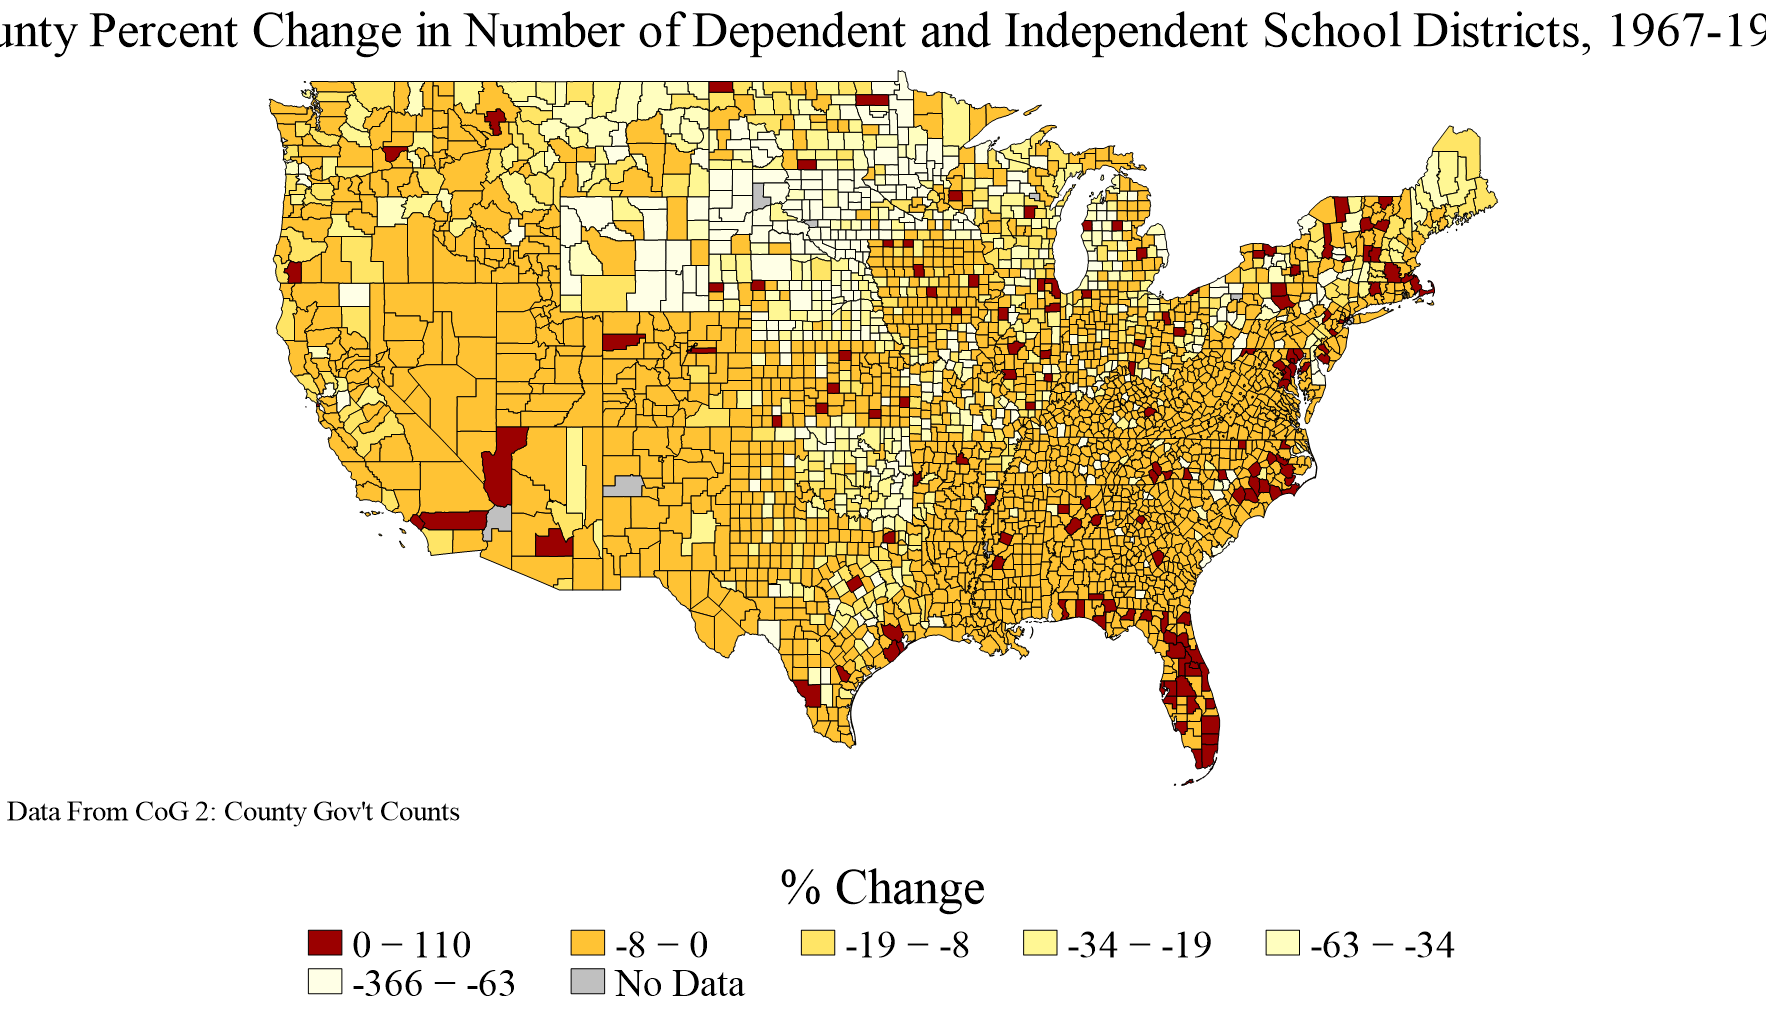 unty Percent Change in Number of Dependent and Independent School Districts, 1967-19
Data From CoG 2: County Gov't Counts
% Change
0 − 110
-8 − 0
-19 − -8
-34 − -19
-63 − -34
-366 − -63
No Data